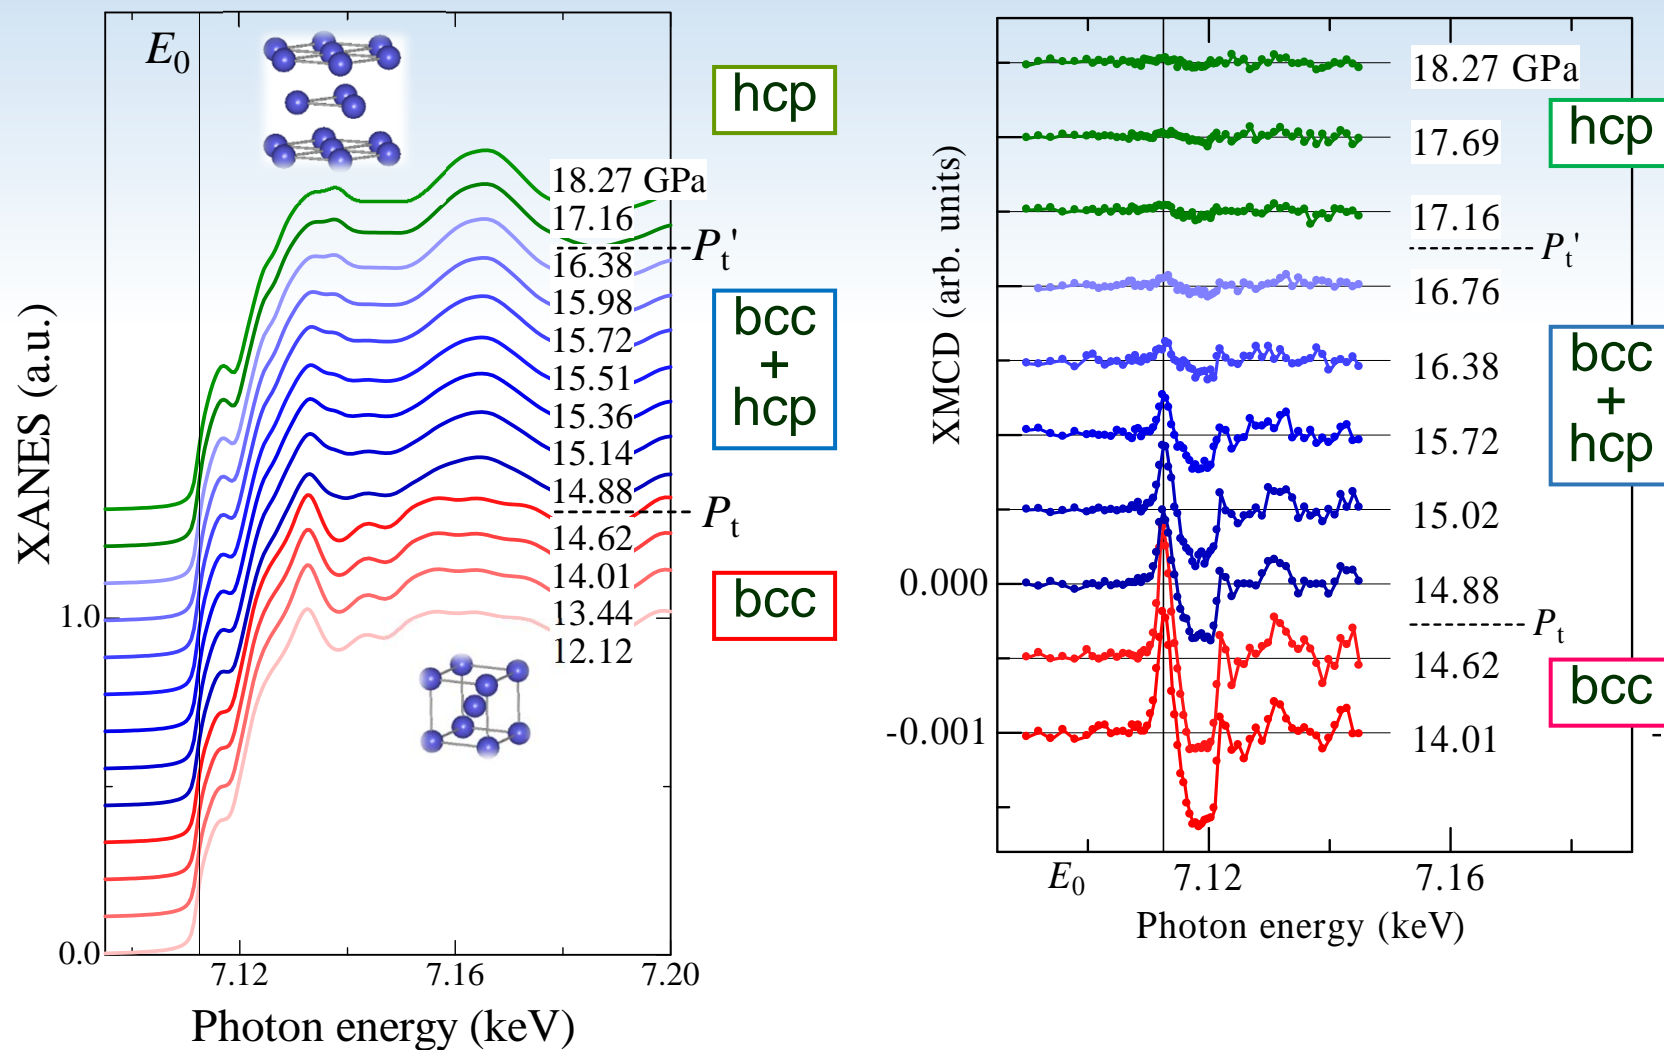 E0
hcp
18.27 GPa
17.16
Pt'
16.38
15.98
15.72
15.51
15.36
15.14
14.88
Pt
14.62
14.01
13.44
12.12
bcc
+
hcp
bcc
XANES (a.u.)
1.0
0.0
7.12
7.16
7.20
Photon energy (keV)
18.27 GPa
17.69
17.16
Pt'
16.76
16.38
15.72
15.02
14.88
Pt
14.62
14.01
hcp
bcc
+
hcp
bcc
XMCD (arb. units)
0.000
-0.001
-
E0
7.12
7.16
Photon energy (keV)